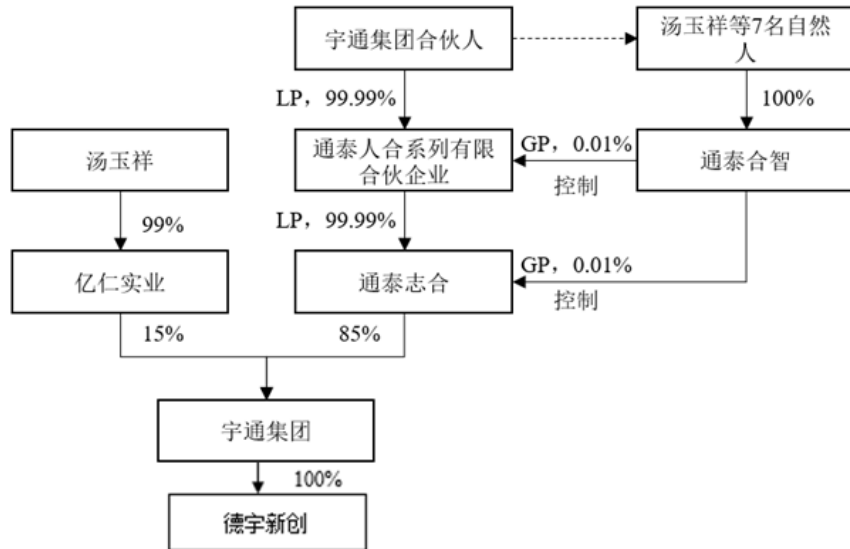 宇通集团合伙人
汤玉祥等7名自然
人
LP，99.99%
100%
汤玉祥
通泰人合系列有限
合伙企业
GP，0.01%
控制
通泰合智
99%
LP，99.99%
亿仁实业
通泰志合
GP，0.01%
控制
15%
85%
宇通集团
100%
德宇新创